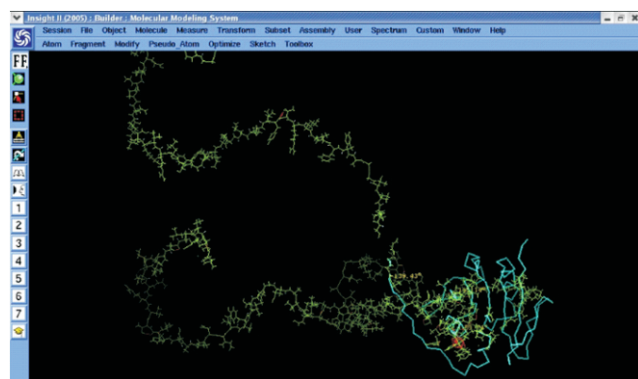 Insight II (2005) : Builder : Molecular Modeling System
Session File Object Molecule Measure Transform Subset Assembly User Spectrum Custom Window Help
Atom Fragment Modify Pseudo_Atom Optimize Sketch Toolbox
FF
1
2
3
4
5
6
7